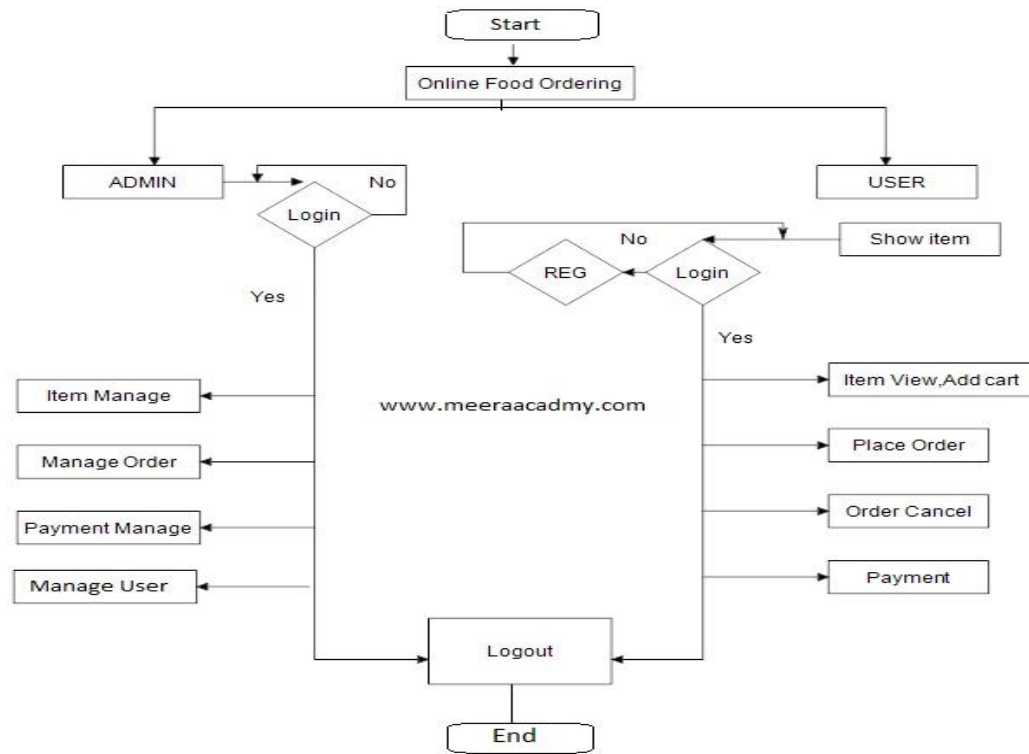 Start
Online Food Ordering
ADMIN
No
USER
Login
No
Show item
REG
Login
Yes
Yes
Item Manage
www.meeraacadmy.com
Item View,Add cart
Manage Order
Place Order
Payment Manage
Order Cancel
Manage User
Payment
Logout
End